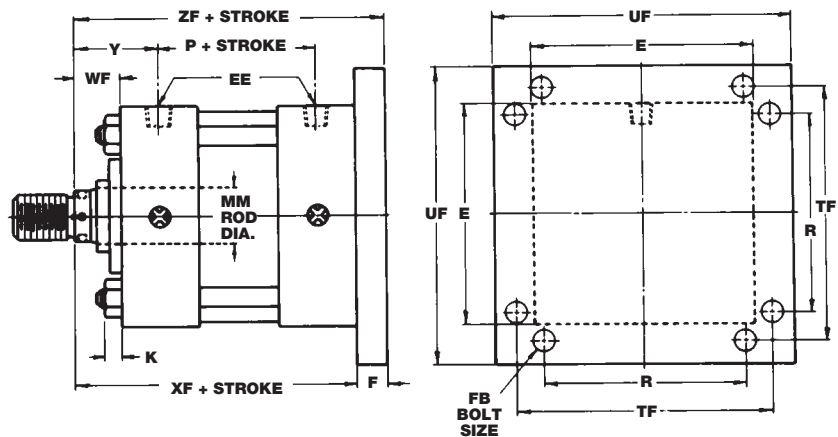 ZF + STROKE
Y
P + STROKE
WF
EE
MM
ROD
DIA.
K
XF + STROKE
F
UF
E
UF
E
R
TF
FB
BOLT
SIZE
R
TF